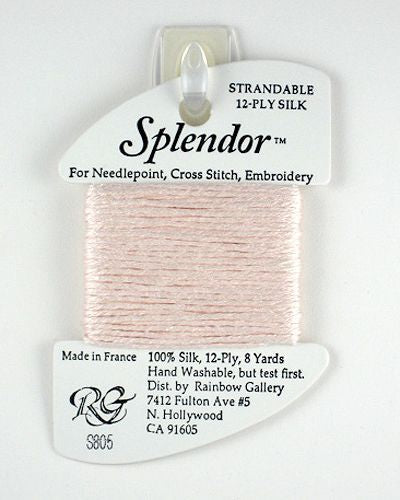 STRANDABLE
12-PLY SILK
Splendor™
For Needlepoint, Cross Stitch, Embroidery
Made in France
100% Silk, 12-Ply, 8 Yards
Hand Washable, but test first.
Dist. by Rainbow Gallery
7412 Fulton Ave #5
N. Hollywood
CA 91605
RG
S805